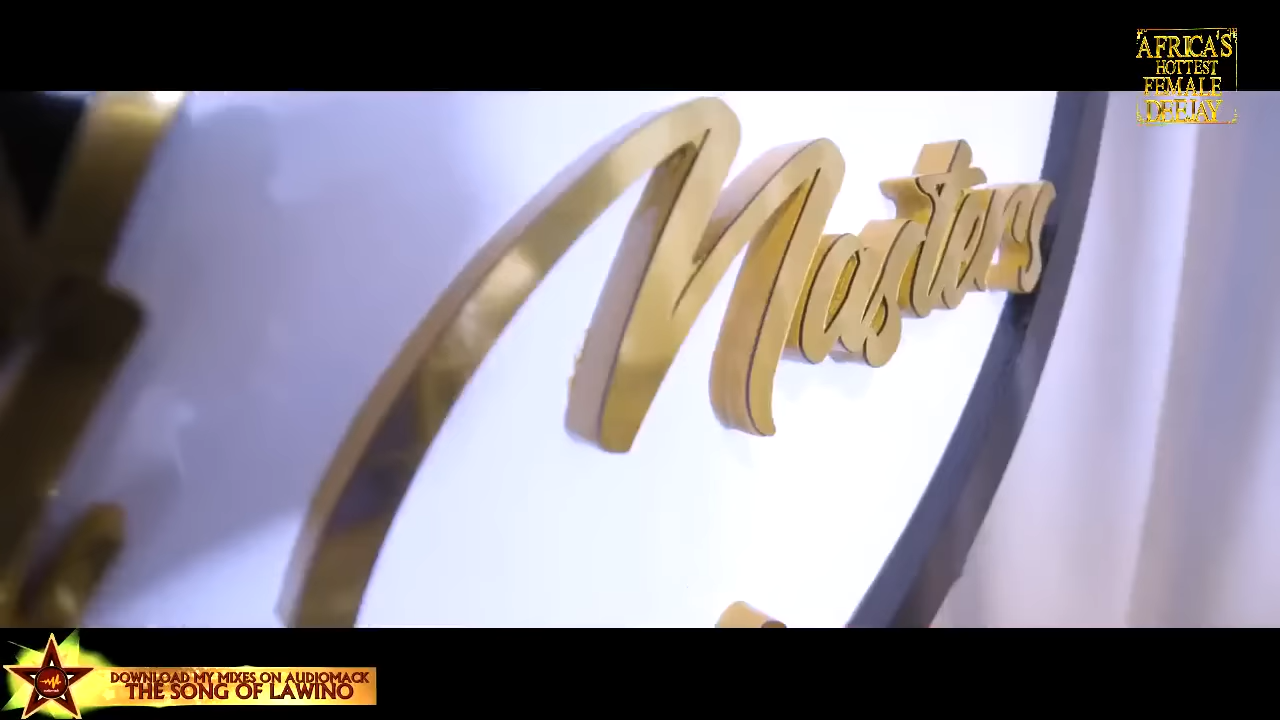 AFRICA'S
HOTTEST
FEMALE
DEEJAY
Masters
DOWNLOAD MY MIXES ON AUDIOMACK
THE SONG OF LAWINO